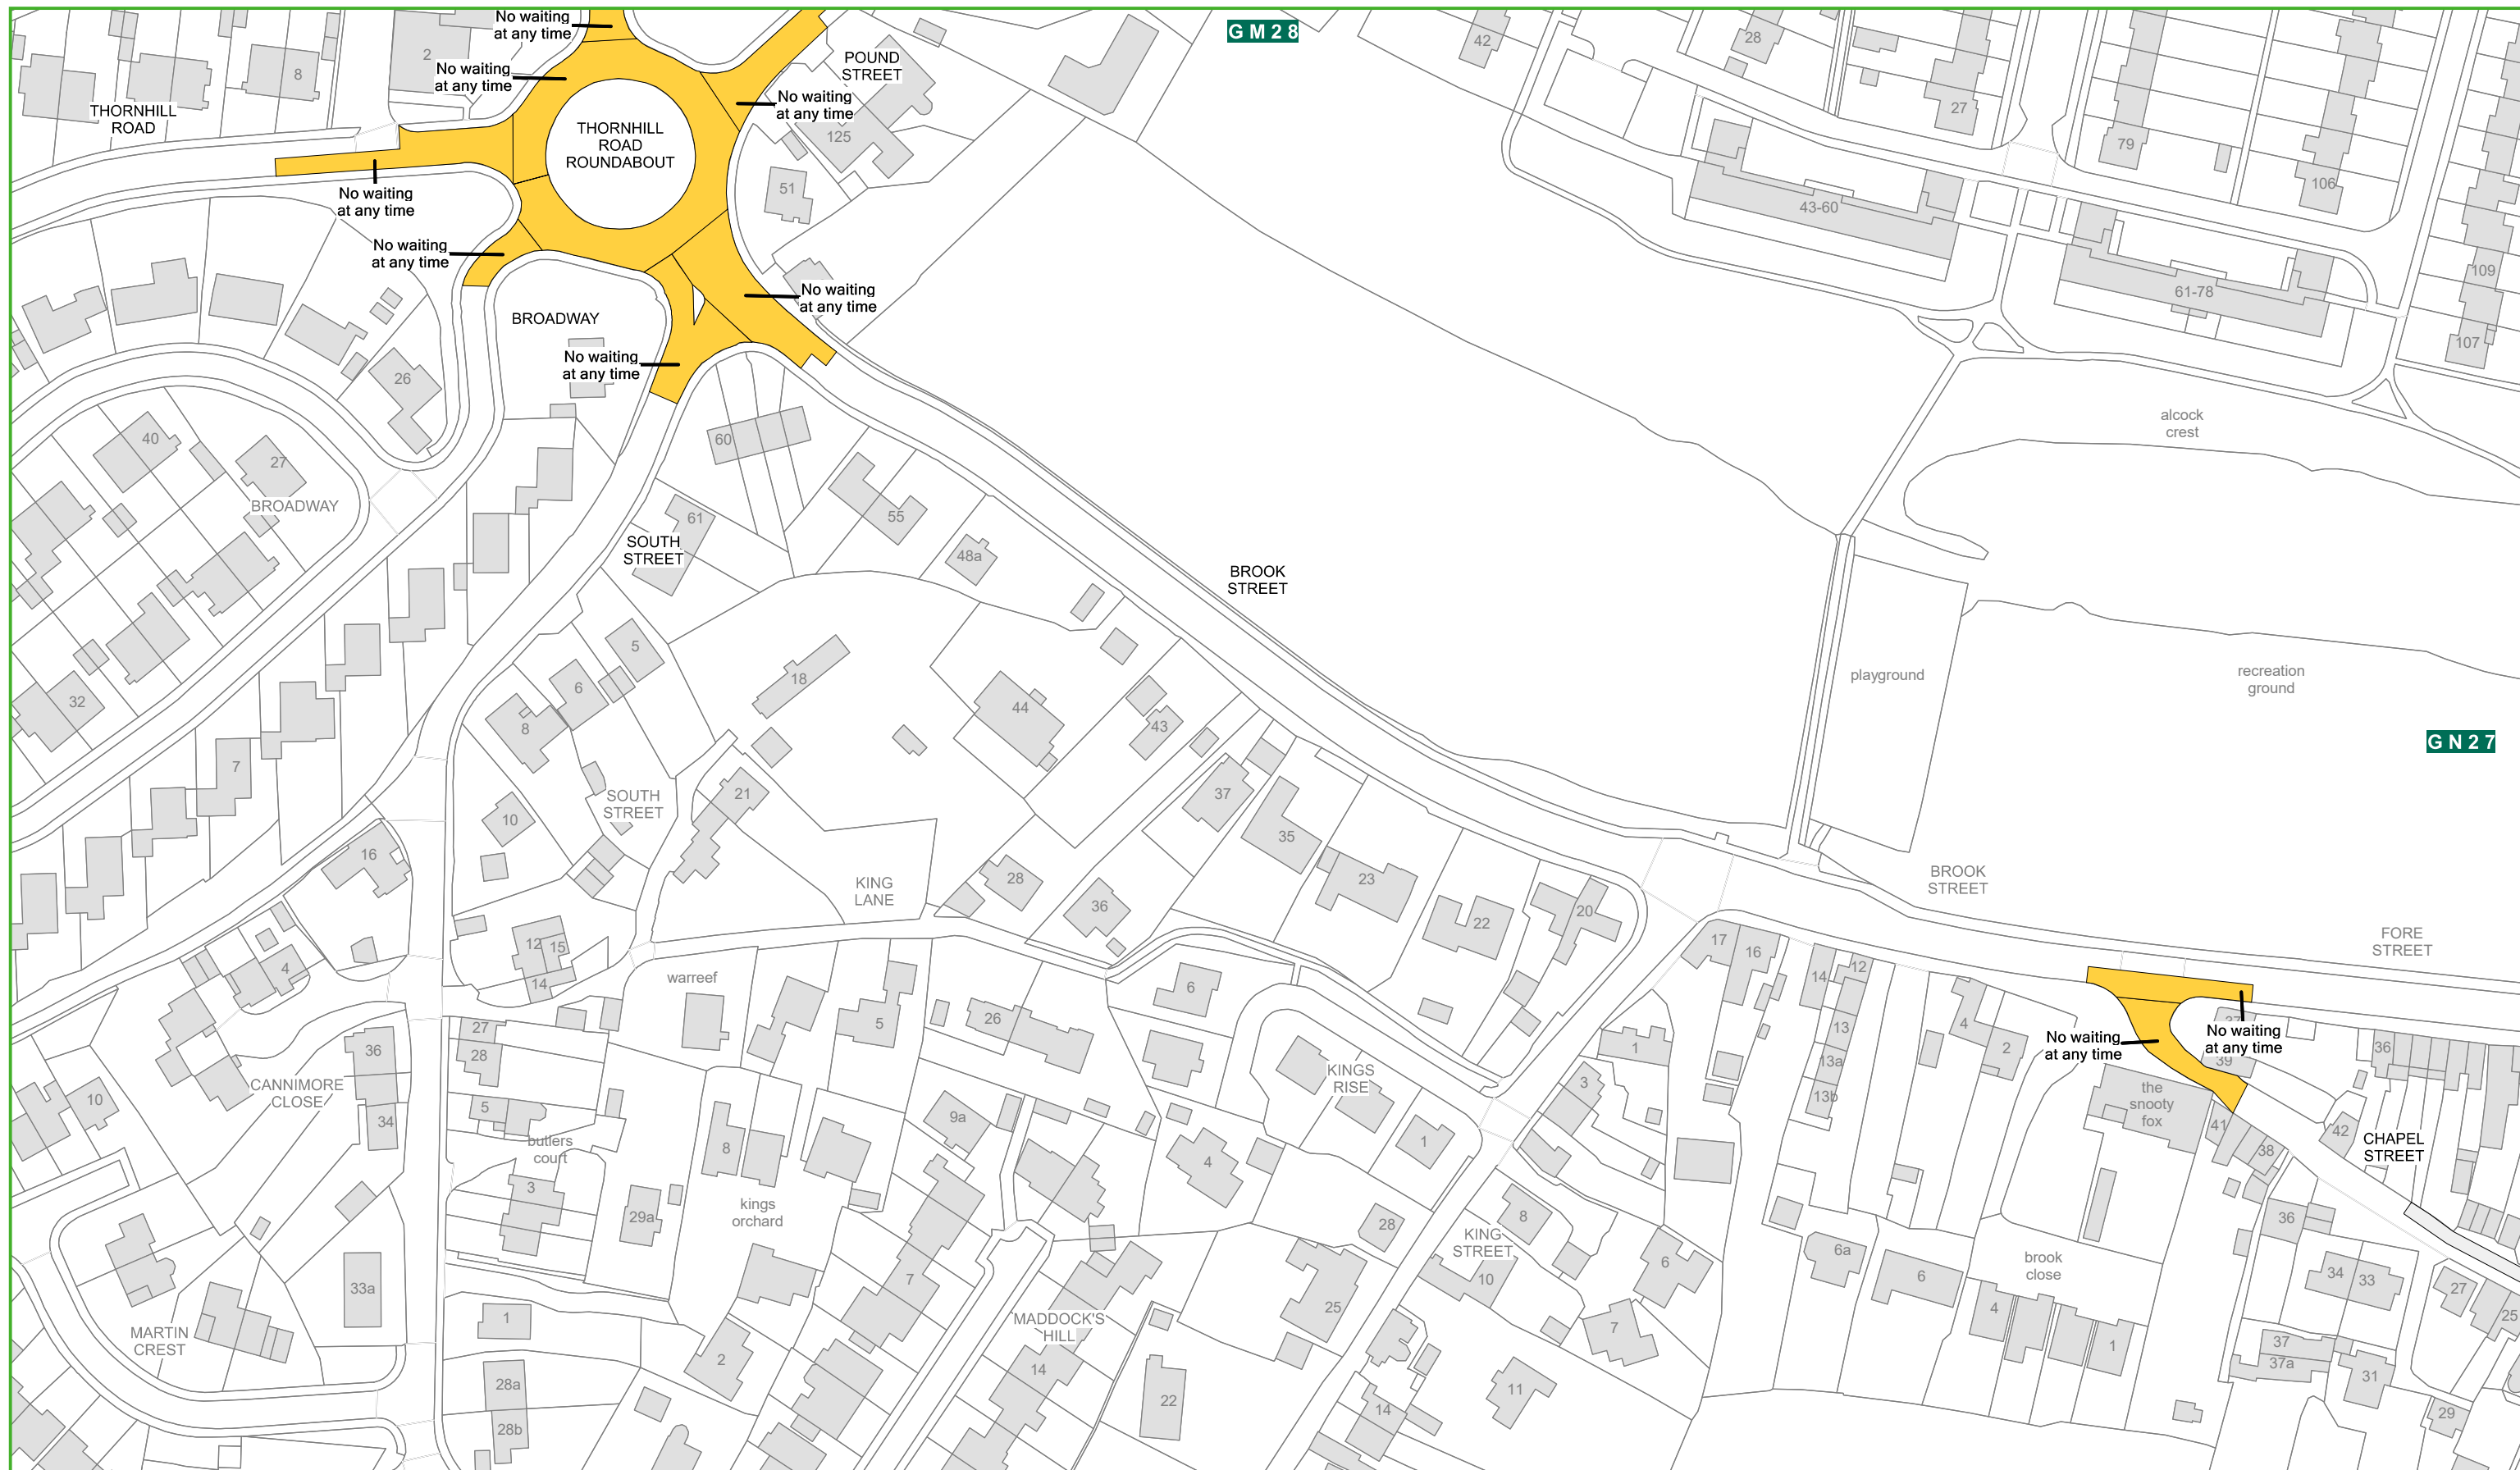 No waiting
at any time
GM28
42
28
2
No waiting
at any time
POUND
STREET
8
THORNHILL
ROAD
No waiting
at any time
27
THORNHILL
ROAD
ROUNDABOUT
125
79
51
106
No waiting
at any time
43-60
No waiting
at any time
109
61-78
No waiting
at any time
BROADWAY
107
No waiting
at any time
26
alcock
crest
40
60
27
BROADWAY
61
55
SOUTH
STREET
48a
BROOK
STREET
5
playground
recreation
ground
18
6
32
44
8
43
GN27
7
21
37
SOUTH
STREET
10
35
16
KING
LANE
28
23
BROOK
STREET
36
22
20
12
15
17
16
FORE
STREET
4
14
warreef
14
12
6
26
5
27
28
36
1
13
4
2
37
No waiting
at any time
No waiting
at any time
36
39
13a
CANNIMORE
CLOSE
KINGS
RISE
3
10
5
13b
the
snooty
fox
34
9a
41
42
butlers
court
8
1
4
38
CHAPEL
STREET
3
29a
kings
orchard
28
8
KING
STREET
36
6a
6
brook
close
7
10
6
34
33
33a
27
25
25
1
MADDOCK'S
HILL
4
7
MARTIN
CREST
2
1
37
37a
14
31
28a
11
22
14
29
28b